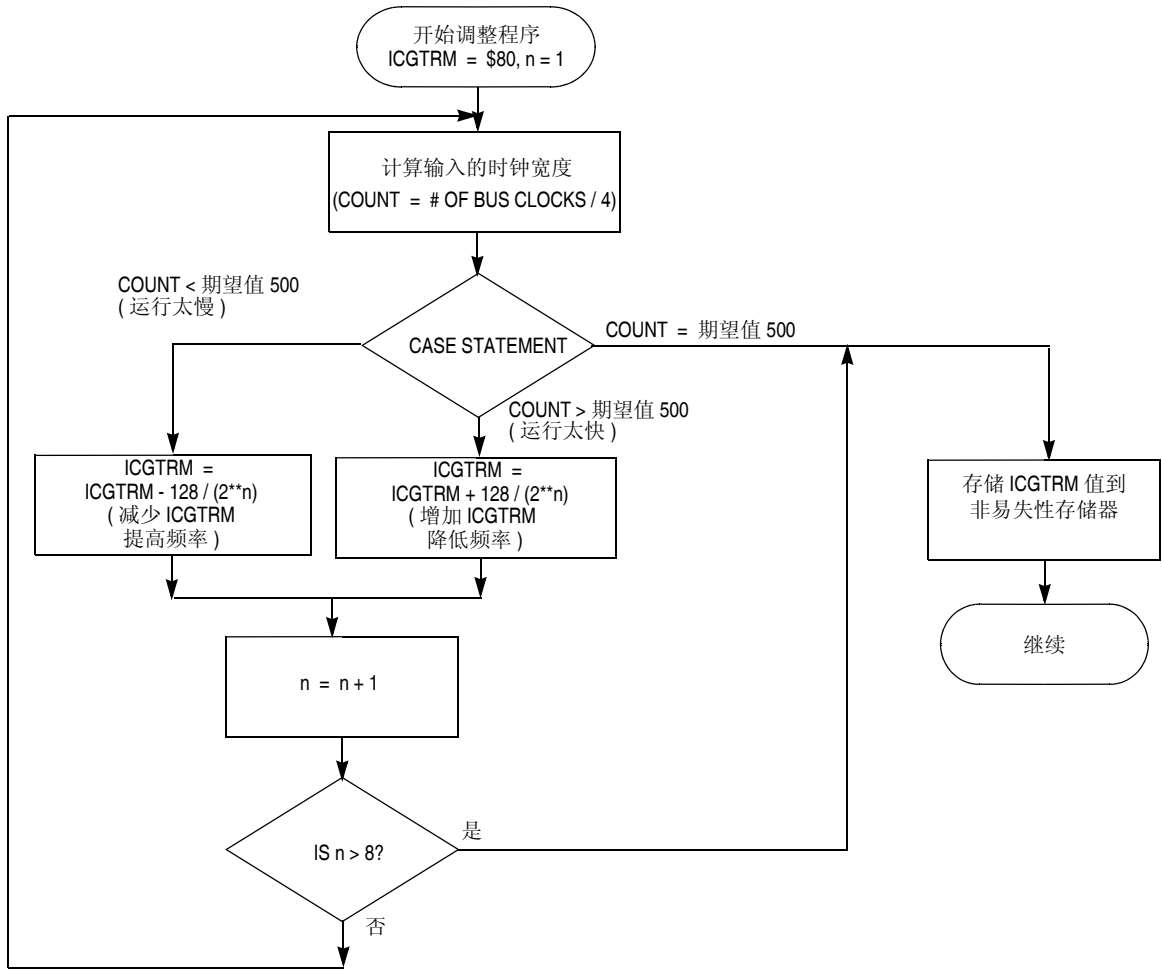 开始调整程序
ICGTRM = $80, n = 1
计算输入的时钟宽度
(COUNT = # OF BUS CLOCKS / 4)
COUNT < 期望值 500
( 运行太慢 )
CASE STATEMENT
COUNT = 期望值 500
COUNT > 期望值 500
( 运行太快 )
ICGTRM =
ICGTRM - 128 / (2**n)
( 减少 ICGTRM
提高频率 )
ICGTRM =
ICGTRM + 128 / (2**n)
( 增加 ICGTRM
降低频率 )
存储 ICGTRM 值到
非易失性存储器
继续
n = n + 1
IS n > 8?
是
否